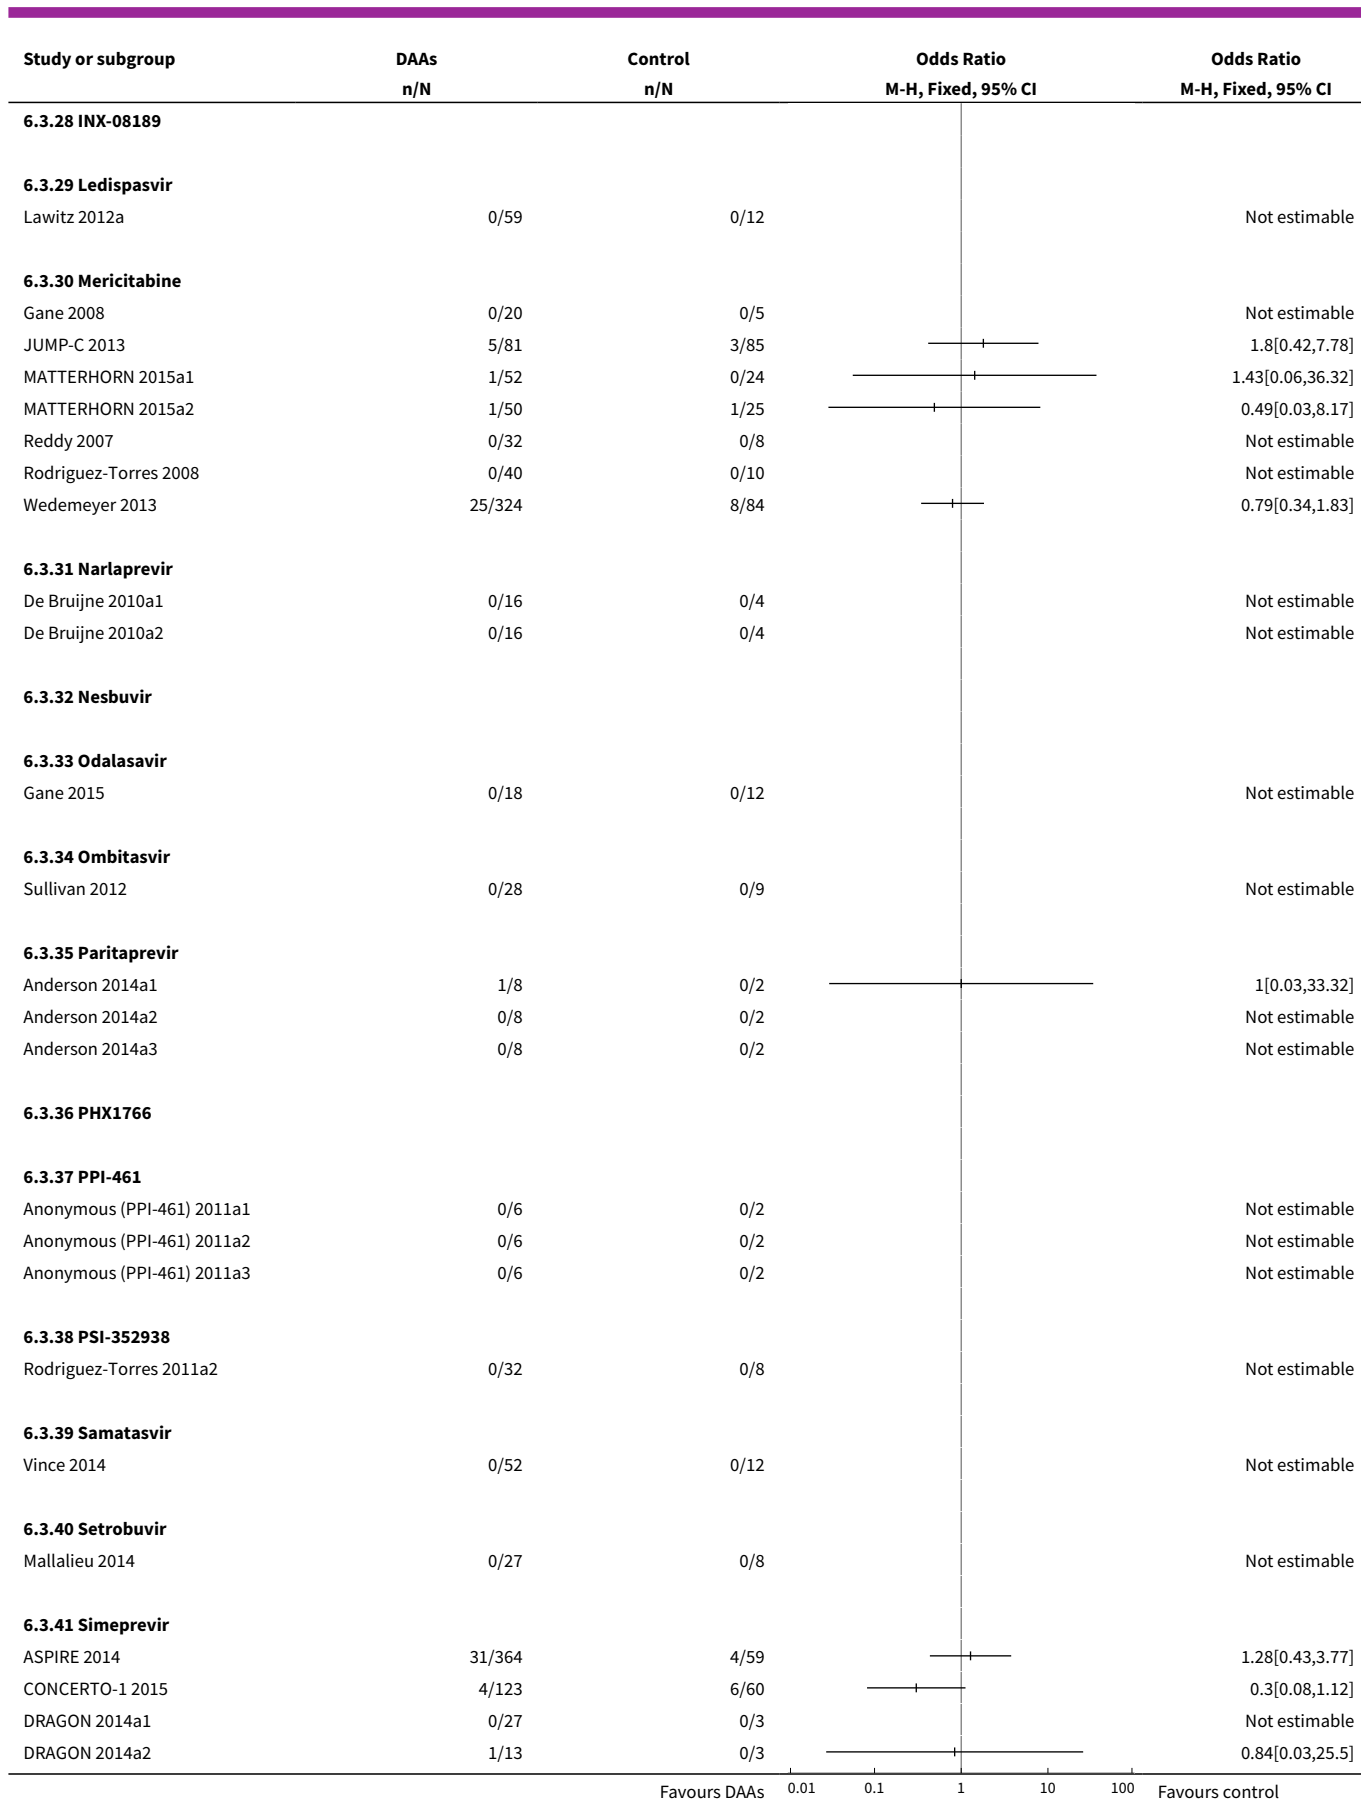 Study or subgroup DAAs Control Odds Ratio Odds Ratio
n/N n/N M-H, Fixed, 95% CI M-H, Fixed, 95% CI
6.3.28 INX-08189
6.3.29 Ledispasvir
Lawitz 2012a 0/59 0/12 Not estimable
6.3.30 Mericitabine
Gane 2008 0/20 0/5 Not estimable
JUMP-C 2013 5/81 3/85 1.8[0.42,7.78]
MATTERHORN 2015a1 1/52 0/24 1.43[0.06,36.32]
MATTERHORN 2015a2 1/50 1/25 0.49[0.03,8.17]
Reddy 2007 0/32 0/8 Not estimable
Rodriguez-Torres 2008 0/40 0/10 Not estimable
Wedemeyer 2013 25/324 8/84 0.79[0.34,1.83]
6.3.31 Narlaprevir
De Bruijne 2010a1 0/16 0/4 Not estimable
De Bruijne 2010a2 0/16 0/4 Not estimable
6.3.32 Nesbuvir
6.3.33 Odalasavir
Gane 2015 0/18 0/12 Not estimable
6.3.34 Ombitasvir
Sullivan 2012 0/28 0/9 Not estimable
6.3.35 Paritaprevir
Anderson 2014a1 1/8 0/2 1[0.03,33.32]
Anderson 2014a2 0/8 0/2 Not estimable
Anderson 2014a3 0/8 0/2 Not estimable
6.3.36 PHX1766
6.3.37 PPI-461
Anonymous (PPI-461) 2011a1 0/6 0/2 Not estimable
Anonymous (PPI-461) 2011a2 0/6 0/2 Not estimable
Anonymous (PPI-461) 2011a3 0/6 0/2 Not estimable
6.3.38 PSI-352938
Rodriguez-Torres 2011a2 0/32 0/8 Not estimable
6.3.39 Samatasvir
Vince 2014 0/52 0/12 Not estimable
6.3.40 Setrobuvir
Mallalieu 2014 0/27 0/8 Not estimable
6.3.41 Simeprevir
ASPIRE 2014 31/364 4/59 1.28[0.43,3.77]
CONCERTO-1 2015 4/123 6/60 0.3[0.08,1.12]
DRAGON 2014a1 0/27 0/3 Not estimable
DRAGON 2014a2 1/13 0/3 0.84[0.03,25.5]
Favours DAAs 0.01 0.1 1 10 100 Favours control